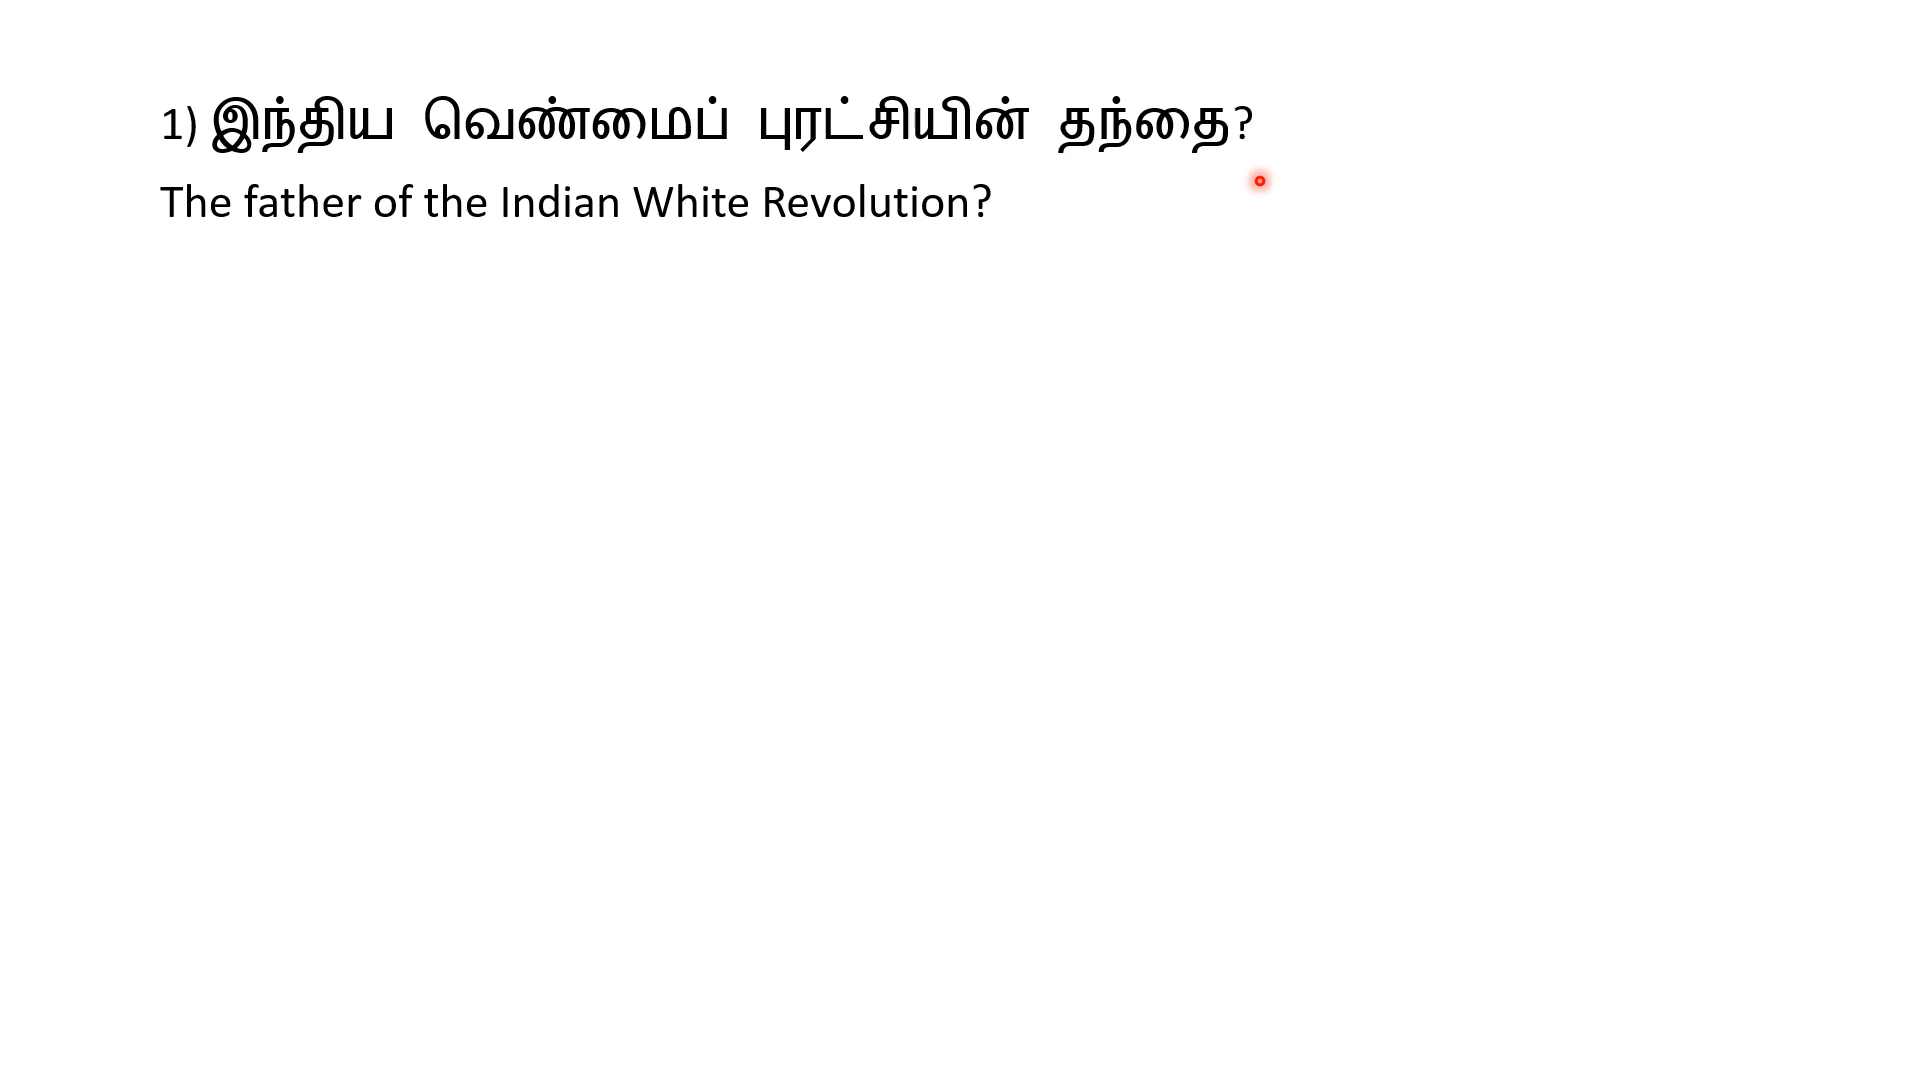 1) இந்திய வெண்மைப் புரட்சியின் தந்தை?
The father of the Indian White Revolution?